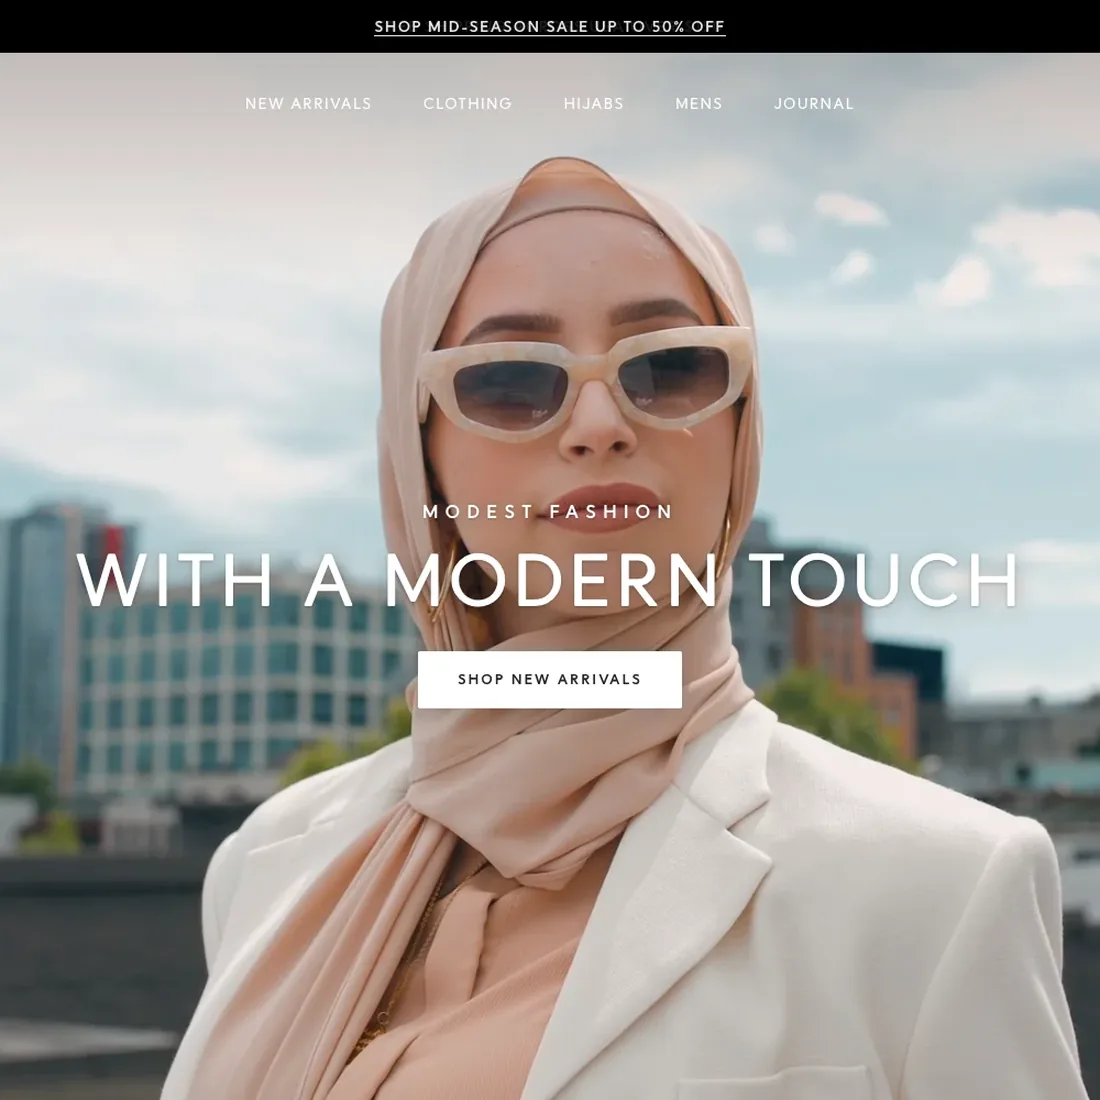 SHOP MID-SEASON SALE UP TO 50% OFF
NEW ARRIVALS CLOTHING HIJABS MENS JOURNAL
MODEST FASHION
WITH A MODERN TOUCH
SHOP NEW ARRIVALS